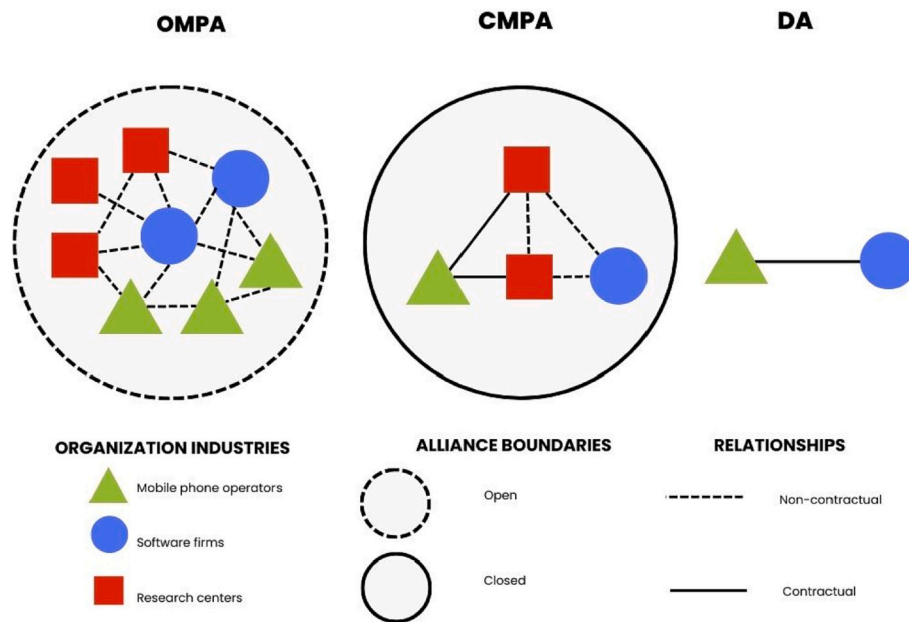 OMPA
CMPA
DA
ORGANIZATION INDUSTRIES
Mobile phone operators
Software firms
Research centers
ALLIANCE BOUNDARIES
Open
Closed
RELATIONSHIPS
Non-contractual
Contractual